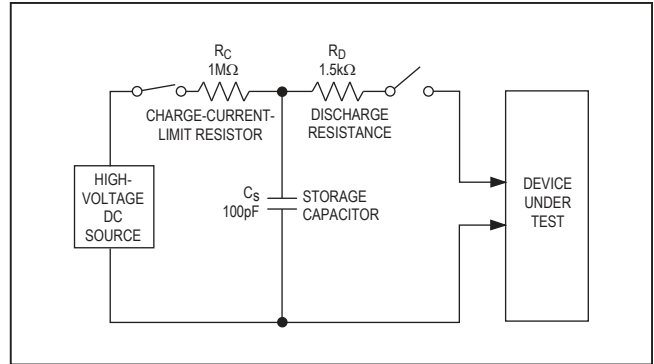 RC
1MΩ
CHARGE-CURRENT-
LIMIT RESISTOR
RD
1.5kΩ
DISCHARGE
RESISTANCE
HIGH-
VOLTAGE
DC
SOURCE
Cs
100pF
STORAGE
CAPACITOR
DEVICE
UNDER
TEST